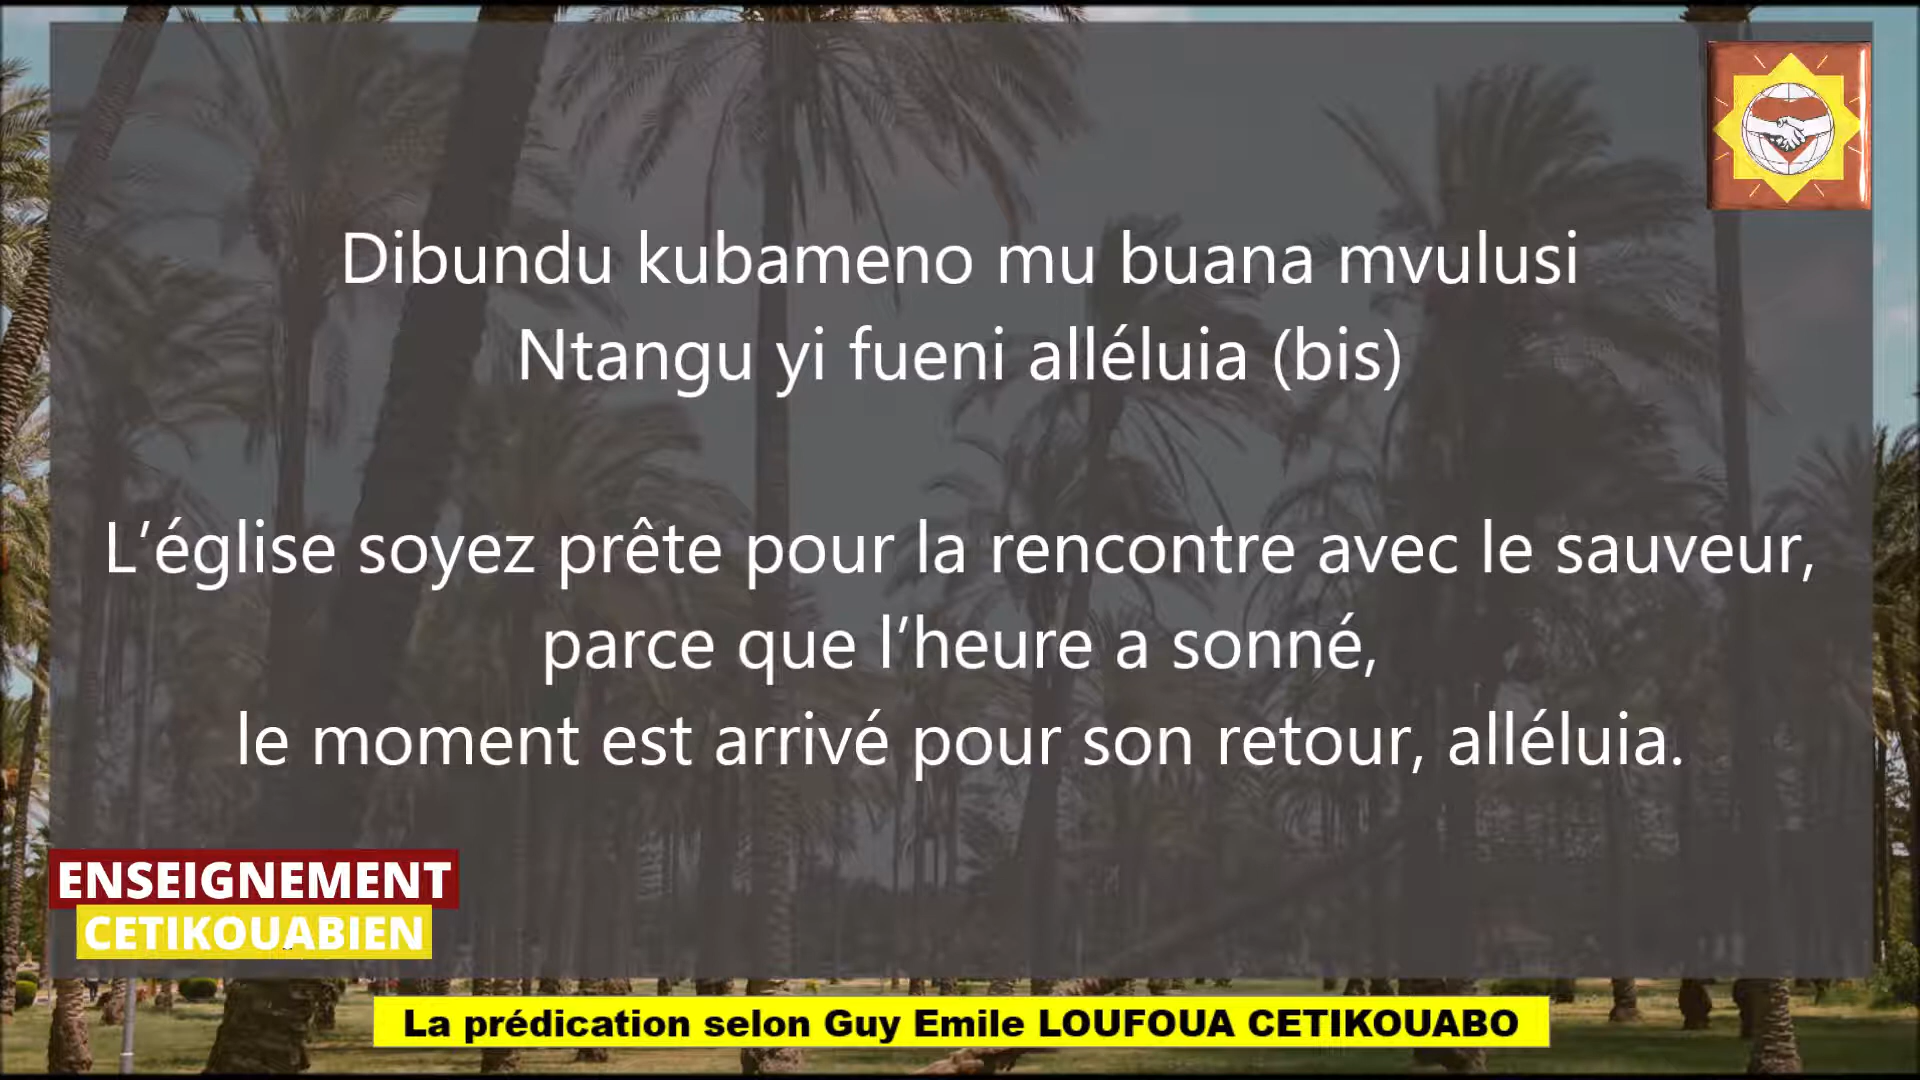 Dibundu kubameno mu buana mvulusi
Ntangu yi fueni alléluia (bis)
L’église soyez prête pour la rencontre avec le sauveur,
parce que l’heure a sonné,
le moment est arrivé pour son retour, alléluia.
ENSEIGNEMENT
CETIKOUABIEN
La prédication selon Guy Emile LOUFOUA CETIKOUABO